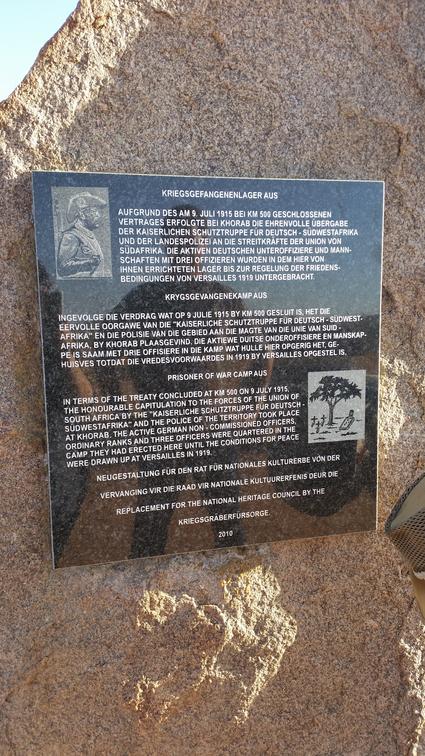 KRIEGSGEFANGENENLAGER AUS
AUFGRUND DES AM 9. JULI 1915 BEI KM 500 GESCHLOSSENEN
VERTRAGES ERFOLGTE BEI KHORAB DIE EHRENVOLLE ÜBERGABE
DER KAISERLICHEN SCHUTZTRUPPE FÜR DEUTSCH - SÜDWESTAFRIKA
UND DER LANDESPOLIZEI AN DIE STREITKRÄFTE DER UNION VON
SÜDAFRIKA. DIE AKTIVEN DEUTSCHEN UNTEROFFIZIERE UND MANN-
SCHAFTEN MIT DREI OFFIZIEREN WURDEN IN DEM HIER VON
IHNEN ERRICHTETEN LAGER BIS ZUR REGELUNG DER FRIEDENS-
BEDINGUNGEN VON VERSAILLES 1919 UNTERGEBRACHT.
KRYGSGEVANGENEKAMP AUS
INGEVOLGE DIE VERDRAG WAT OP 9 JULIE 1915 BY KM 500 GESLUIT IS, HET DIE
EERVOLLE OORGAWE VAN DIE "KAISERLICHE SCHUTZTRUPPE FÜR DEUTSCH - SÜDWEST-
AFRIKA" EN DIE POLISIE VAN DIE GEBIED AAN DIE MAGTE VAN DIE UNIE VAN SUID -
AFRIKA, BY KHORAB PLAASGEVIND. DIE AKTIEWE DUITSE ONDEROFFISIERE EN MANSKAP-
PE IS SAAM MET DRIE OFFISIERE IN DIE KAMP WAT HULLE HIER OPGERIG HET, GE-
HUISVES TOTDAT DIE VREDESVOORWAARDES IN 1919 BY VERSAILLES OPGESTEL IS.
PRISONER OF WAR CAMP AUS
IN TERMS OF THE TREATY CONCLUDED AT KM 500 ON 9 JULY 1915,
THE HONOURABLE CAPITULATION TO THE FORCES OF THE UNION OF
SOUTH AFRICA BY THE "KAISERLICHE SCHUTZTRUPPE FÜR DEUTSCH -
SÜDWESTAFRIKA" AND THE POLICE OF THE TERRITORY TOOK PLACE
AT KHORAB. THE ACTIVE GERMAN NON - COMMISSIONED OFFICERS,
ORDINARY RANKS AND THREE OFFICERS WERE QUARTERED IN THE
CAMP THEY HAD ERECTED HERE UNTIL THE CONDITIONS FOR PEACE
WERE DRAWN UP AT VERSAILLES IN 1919.
NEUGESTALTUNG FÜR DEN RAT FÜR NATIONALES KULTURERBE VON DER
VERVANGING VIR DIE RAAD VIR NATIONALE KULTUURERFENIS DEUR DIE
REPLACEMENT FOR THE NATIONAL HERITAGE COUNCIL BY THE
KRIEGSGRÄBERFÜRSORGE.
2010